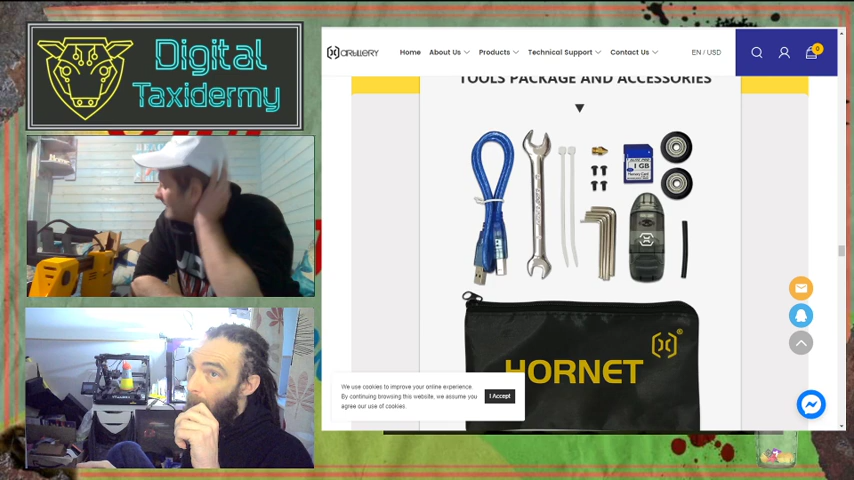 Digital
Taxidermy
ARTILLERY
Home
About Us
Products
Technical Support
Contact Us
EN / USD
0
TOOLS PACKAGE AND ACCESSORIES
1 GB
HORNET
®
We use cookies to improve your online experience.
By continuing browsing this website, we assume you
agree our use of cookies.
I Accept